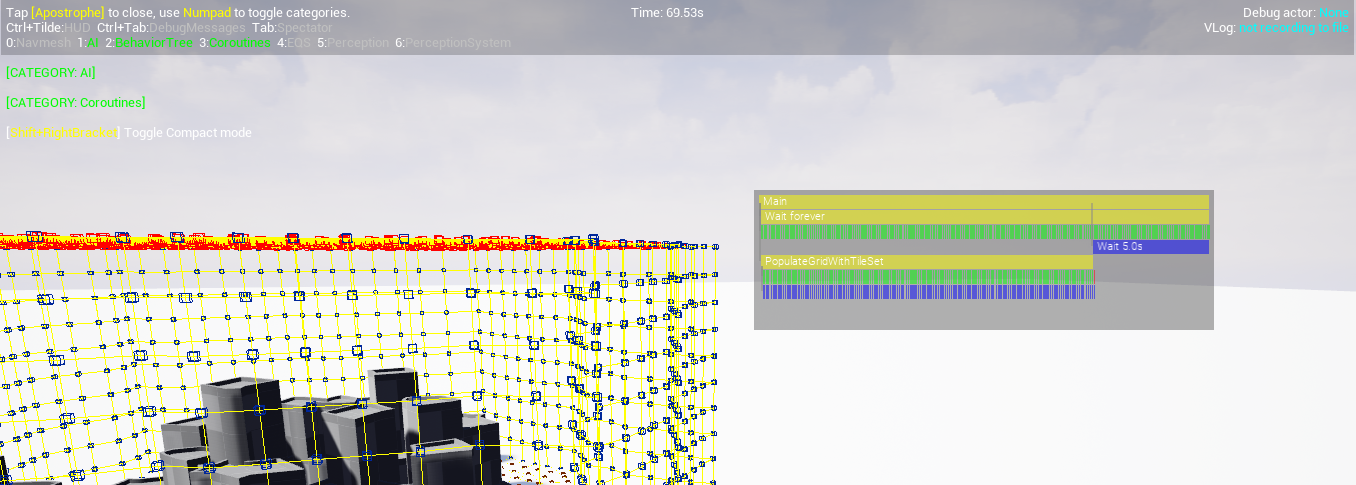 Tap [Apostrophe] to close, use Numpad to toggle categories.
Time: 69.53s
Debug actor: None
Ctrl+Tilde:HUD Ctrl+Tab:DebugMessages Tab:Spectator
VLog: not recording to file
0:Navmesh 1:AI 2:BehaviorTree 3:Coroutines 4:EQS 5:Perception 6:PerceptionSystem
[CATEGORY: AI]
[CATEGORY: Coroutines]
[Shift+RightBracket] Toggle Compact mode
Main
Wait forever
Wait 5.0s
PopulateGridWithTileSet